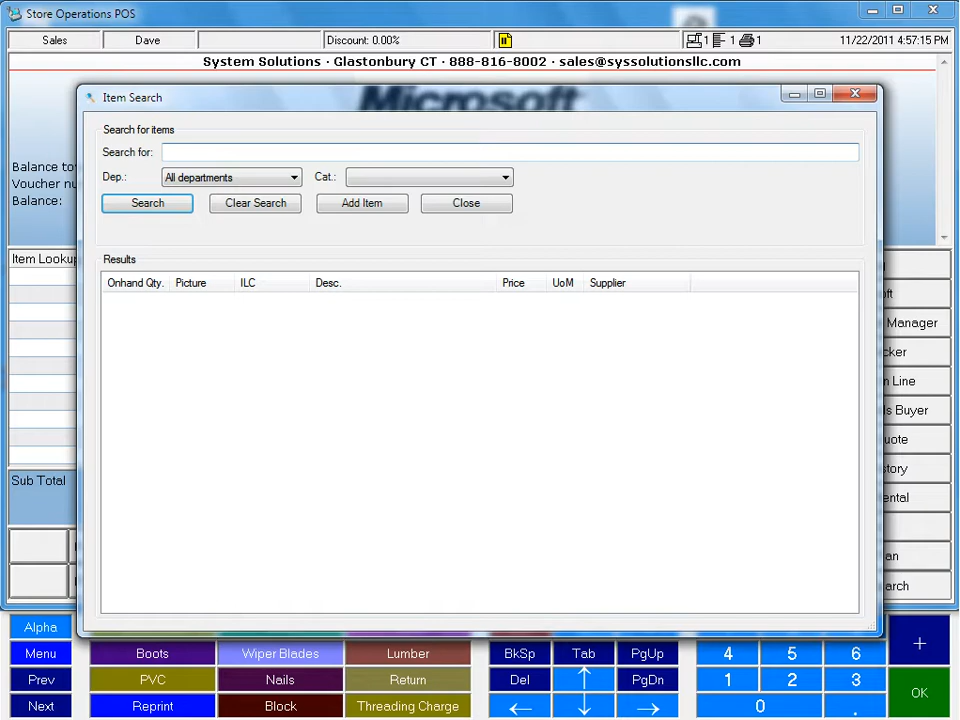 Store Operations POS
Sales Dave Discount: 0.00% 1 1 1 11/22/2011 4:57:15 PM
System Solutions · Glastonbury CT · 888-816-8002 · sales@syssolutionsllc.com
Microsoft
Item Search
Search for items
Search for:
Dep.: All departments Cat.:
Search Clear Search Add Item Close
Balance to
Voucher nu
Balance:
Results
Onhand Qty. Picture ILC Desc. Price UoM Supplier
Item Lookup
Sub Total
ft
Manager
cker
n Line
ls Buyer
uote
story
ental
an
arch
Alpha
Menu Boots Wiper Blades Lumber BkSp Tab PgUp 4 5 6 +
Prev PVC Nails Return Del ↑ PgDn 1 2 3 OK
Next Reprint Block Threading Charge ← ↓ → 0 .